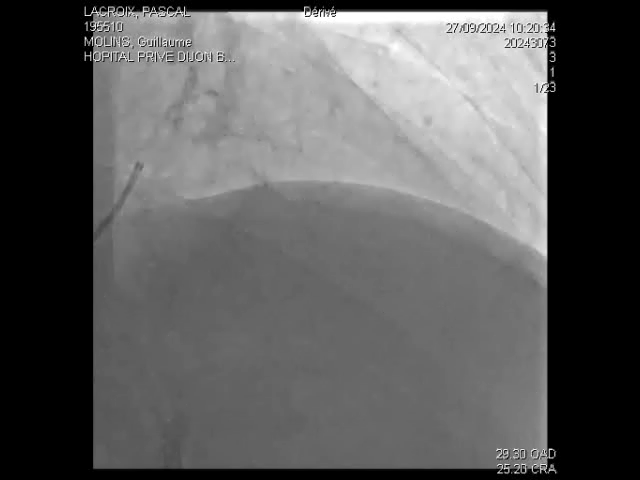 LACROIX, PASCAL
Dérivé
195510
27/09/2024 10:20:34
MOLINS, Guillaume
20243073
HOPITAL PRIVE DIJON B...
3
1
1/23
29.30 OAD
25.20 CRA